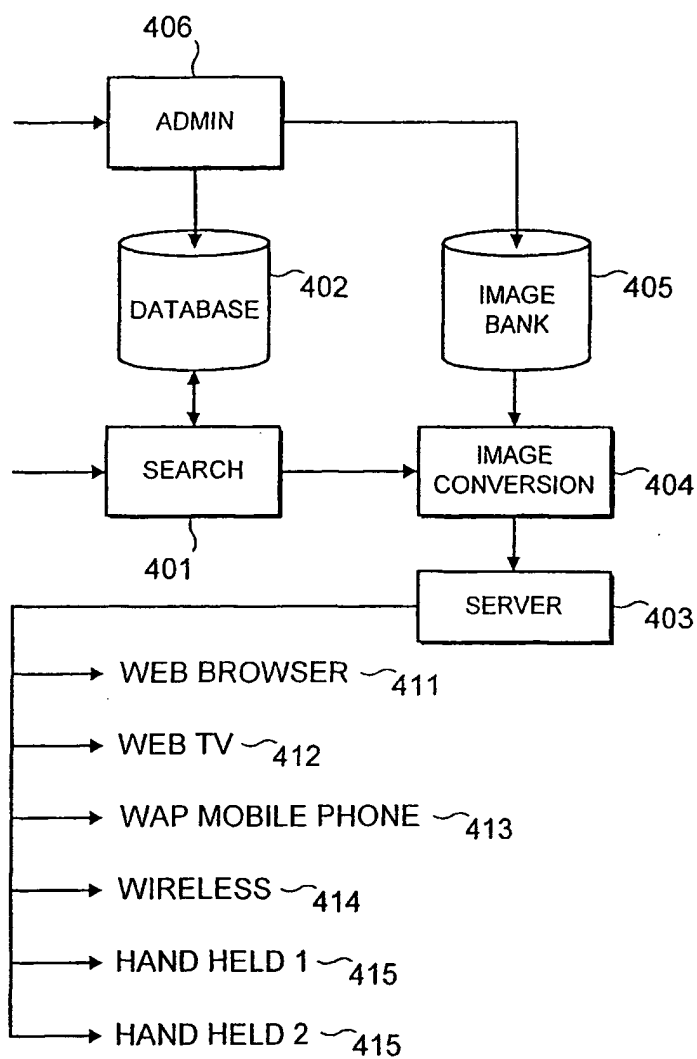 406
ADMIN
DATABASE
402
IMAGE
BANK
405
SEARCH
401
IMAGE
CONVERSION
404
SERVER
403
WEB BROWSER 411
WEB TV 412
WAP MOBILE PHONE 413
WIRELESS 414
HAND HELD 1 415
HAND HELD 2 415